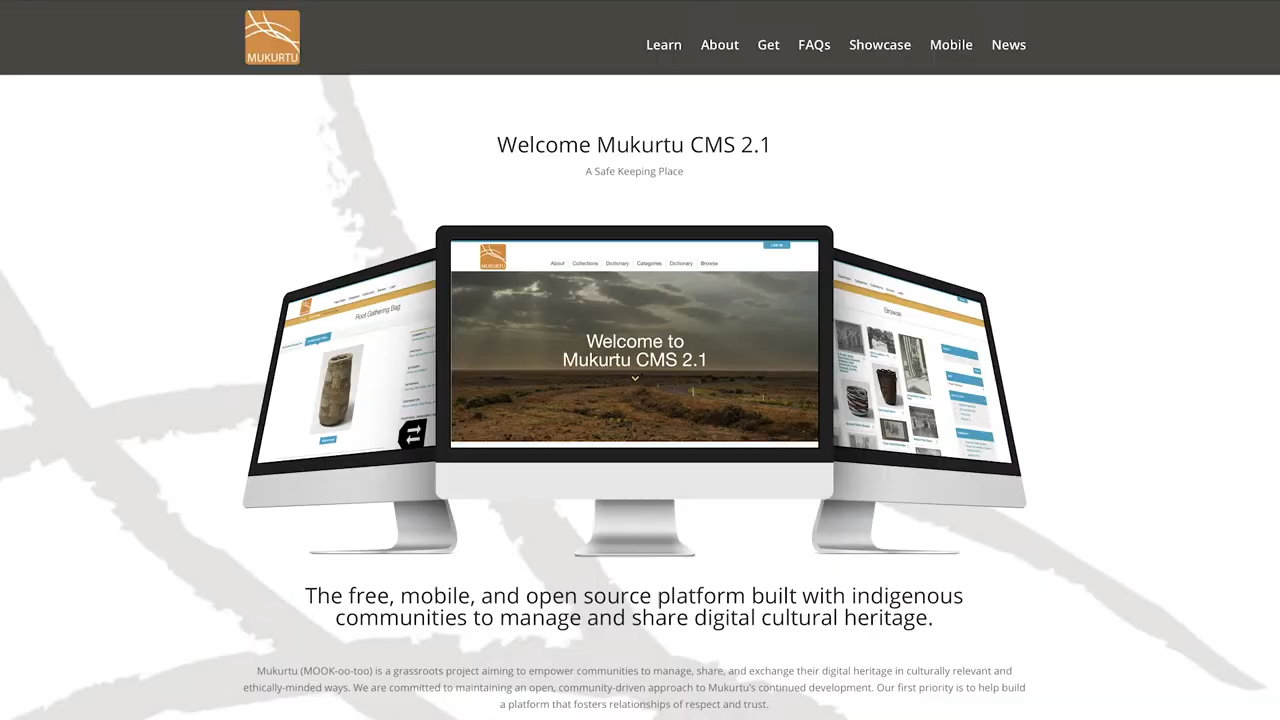 MUKURTU
Learn About Get FAQs Showcase Mobile News
Welcome Mukurtu CMS 2.1
A Safe Keeping Place
MUKURTU
LOG IN
About Collections Dictionary Categories Dictionary Browse
Root Gathering Bag
Welcome to
Mukurtu CMS 2.1
Browse
The free, mobile, and open source platform built with indigenous
communities to manage and share digital cultural heritage.
Mukurtu (MOOK-oo-too) is a grassroots project aiming to empower communities to manage, share, and exchange their digital heritage in culturally relevant and
ethically-minded ways. We are committed to maintaining an open, community-driven approach to Mukurtu's continued development. Our first priority is to help build
a platform that fosters relationships of respect and trust.